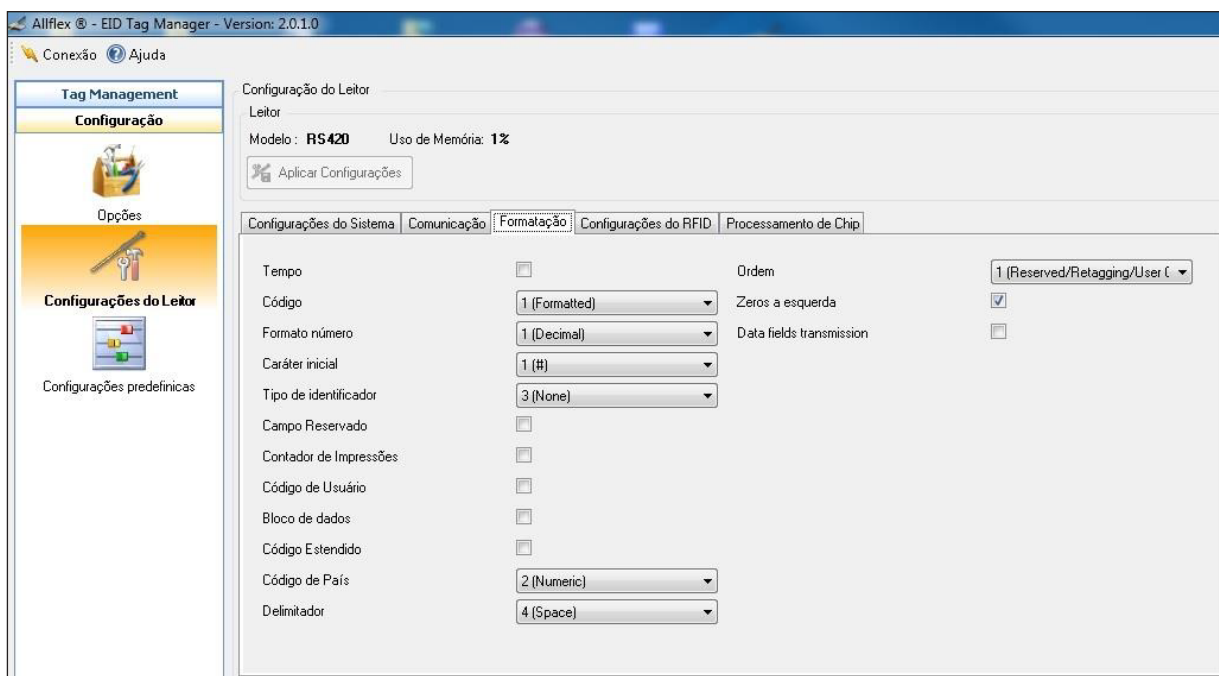 Allflex ® - EID Tag Manager - Version: 2.0.1.0
Conexão Ajuda
Tag Management
Configuração
Opções
Configurações do Leitor
Configurações predefinicas
Configuração do Leitor
Leitor
Modelo : RS420 Uso de Memória: 1%
Aplicar Configurações
Configurações do Sistema Comunicação Formatação Configurações do RFID Processamento de Chip
Tempo
Código 1 (Formatted)
Formato número 1 (Decimal)
Caráter inicial 1 (#)
Tipo de identificador 3 (None)
Campo Reservado
Contador de Impressões
Código de Usuário
Bloco de dados
Código Estendido
Código de País 2 (Numeric)
Delimitador 4 (Space)
Ordem 1 (Reserved/Retagging/User (
Zeros a esquerda
Data fields transmission